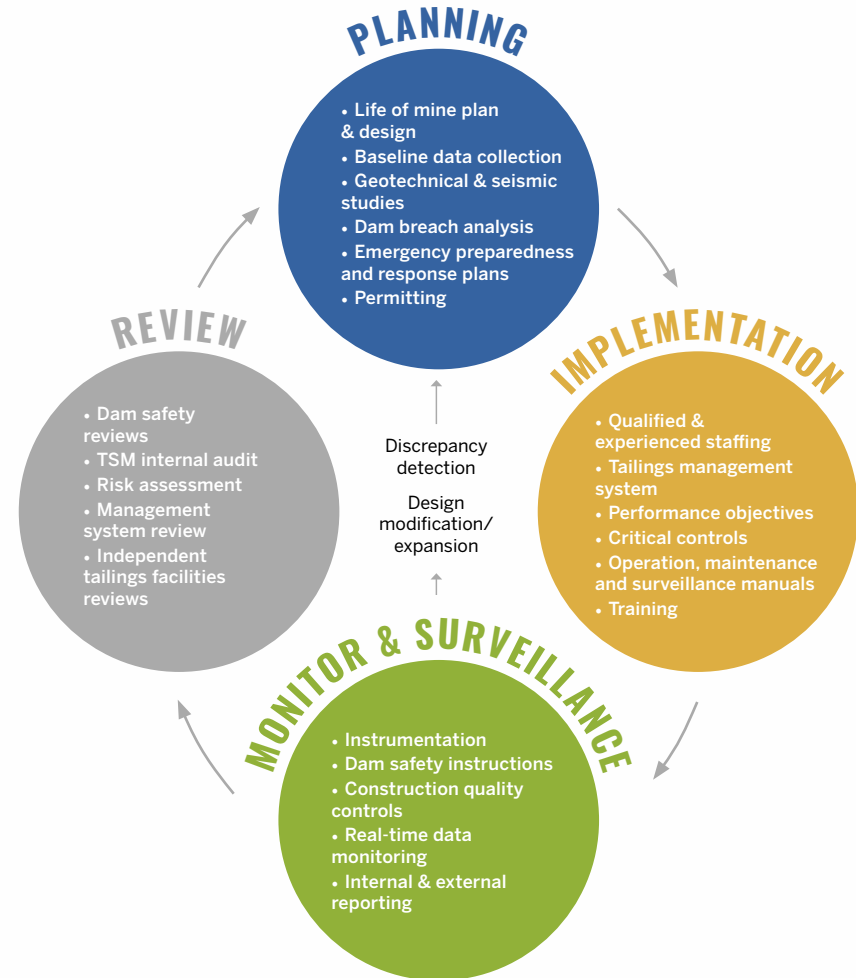 PLANNING
• Life of mine plan
& design
• Baseline data collection
• Geotechnical & seismic
studies
• Dam breach analysis
• Emergency preparedness
and response plans
• Permitting
REVIEW
• Dam safety
reviews
• TSM internal audit
• Risk assessment
• Management
system review
• Independent
tailings facilities
reviews
Discrepancy
detection
Design
modification/
expansion
IMPLEMENTATION
• Qualified &
experienced staffing
• Tailings management
system
• Performance objectives
• Critical controls
• Operation, maintenance
and surveillance manuals
• Training
MONITOR & SURVEILLANCE
• Instrumentation
• Dam safety instructions
• Construction quality
controls
• Real-time data
monitoring
• Internal & external
reporting